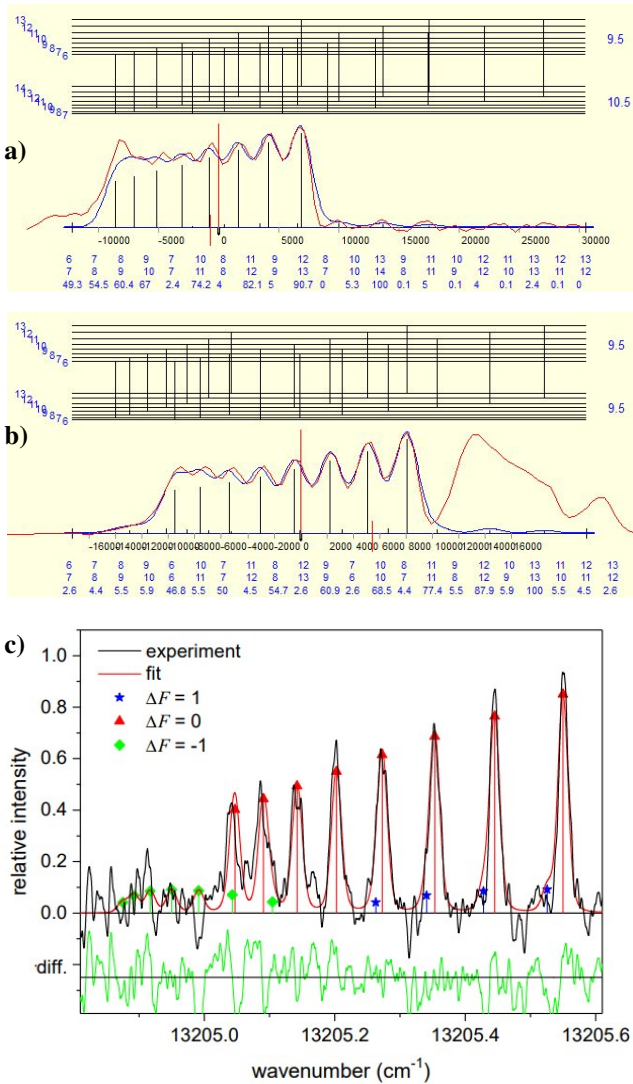 13 12 11 10 9 8 7 6
9.5
14 13 12 11 10 9 8 7
10.5
a)
-10000 -5000 0 5000 10000 15000 20000 25000 30000
6 7 8 9 7 10 8 11 9 12 8 10 13 9 11 10 12 11 13 12 13
7 8 9 10 7 11 8 12 9 13 7 10 14 8 11 9 12 10 13 11 12
49.3 54.5 60.4 67 2.4 74.2 4 82.1 5 90.7 0 5.3 100 0.1 5 0.1 4 0.1 2.4 0.1 0
13 12 11 10 9 8 7 6
9.5
13 12 11 10 9 8 7 6
9.5
b)
-16000 -14000 -12000 -10000 -8000 -6000 -4000 -2000 0 2000 4000 6000 8000 10000 12000 14000 16000
6 7 8 9 6 10 7 11 8 12 9 7 10 8 11 9 12 10 13 11 12 13
7 8 9 10 6 11 7 12 8 13 9 6 10 7 11 8 12 9 13 10 11 12
2.6 4.4 5.5 5.9 46.8 5.5 50 4.5 54.7 2.6 60.9 2.6 68.5 4.4 77.4 5.5 87.9 5.9 100 5.5 4.5 2.6
c)
1.0
experiment
fit
0.8
ΔF = 1
ΔF = 0
0.6
ΔF = -1
0.4
0.2
0.0
diff.
relative intensity
13205.0 13205.2 13205.4 13205.6
wavenumber (cm⁻¹)